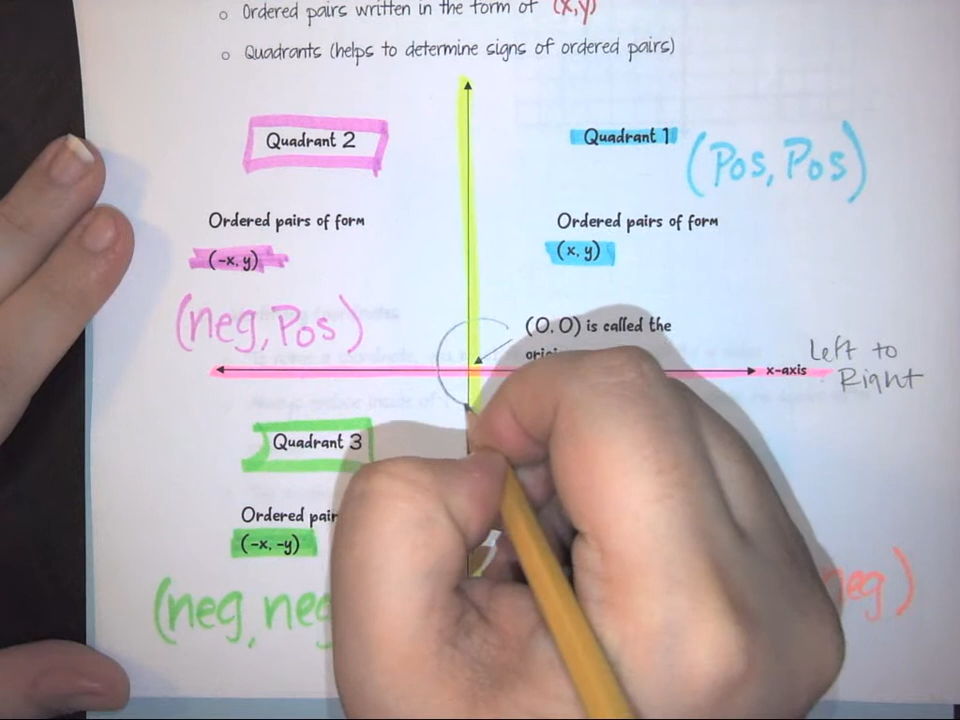 Ordered pairs written in the form of (x,y)
Quadrants (helps to determine signs of ordered pairs)
Quadrant 2
Quadrant 1 (Pos, Pos)
Ordered pairs of form
(-x, y)
Ordered pairs of form
(x, y)
(neg, Pos)
(0, 0) is called the
x-axis
Left to
Right
Quadrant 3
Ordered
(-x, -y)
(neg, neg
neg)